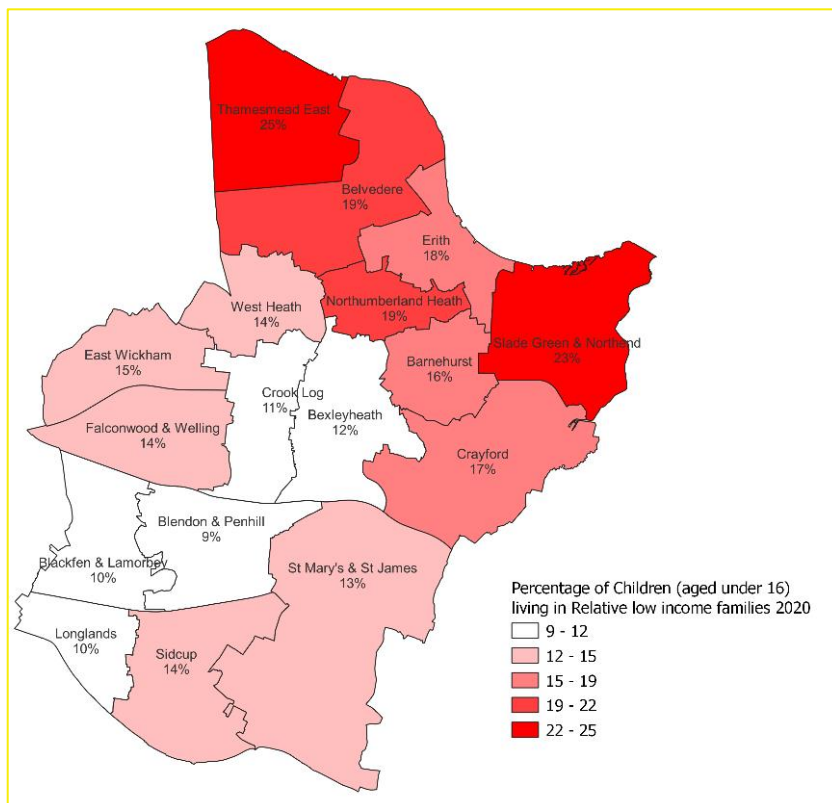 Thamesmead East
25%
Belvedere
19%
Erith
18%
Northumberland Heath
19%
West Heath
14%
Slade Green & Northend
23%
East Wickham
15%
Barnehurst
16%
Crook Log
11%
Bexleyheath
12%
Falconwood & Welling
14%
Crayford
17%
Blendon & Penhill
9%
Blackfen & Lamorbey
10%
St Mary's & St James
13%
Longlands
10%
Sidcup
14%
Percentage of Children (aged under 16)
living in Relative low income families 2020
9 - 12
12 - 15
15 - 19
19 - 22
22 - 25